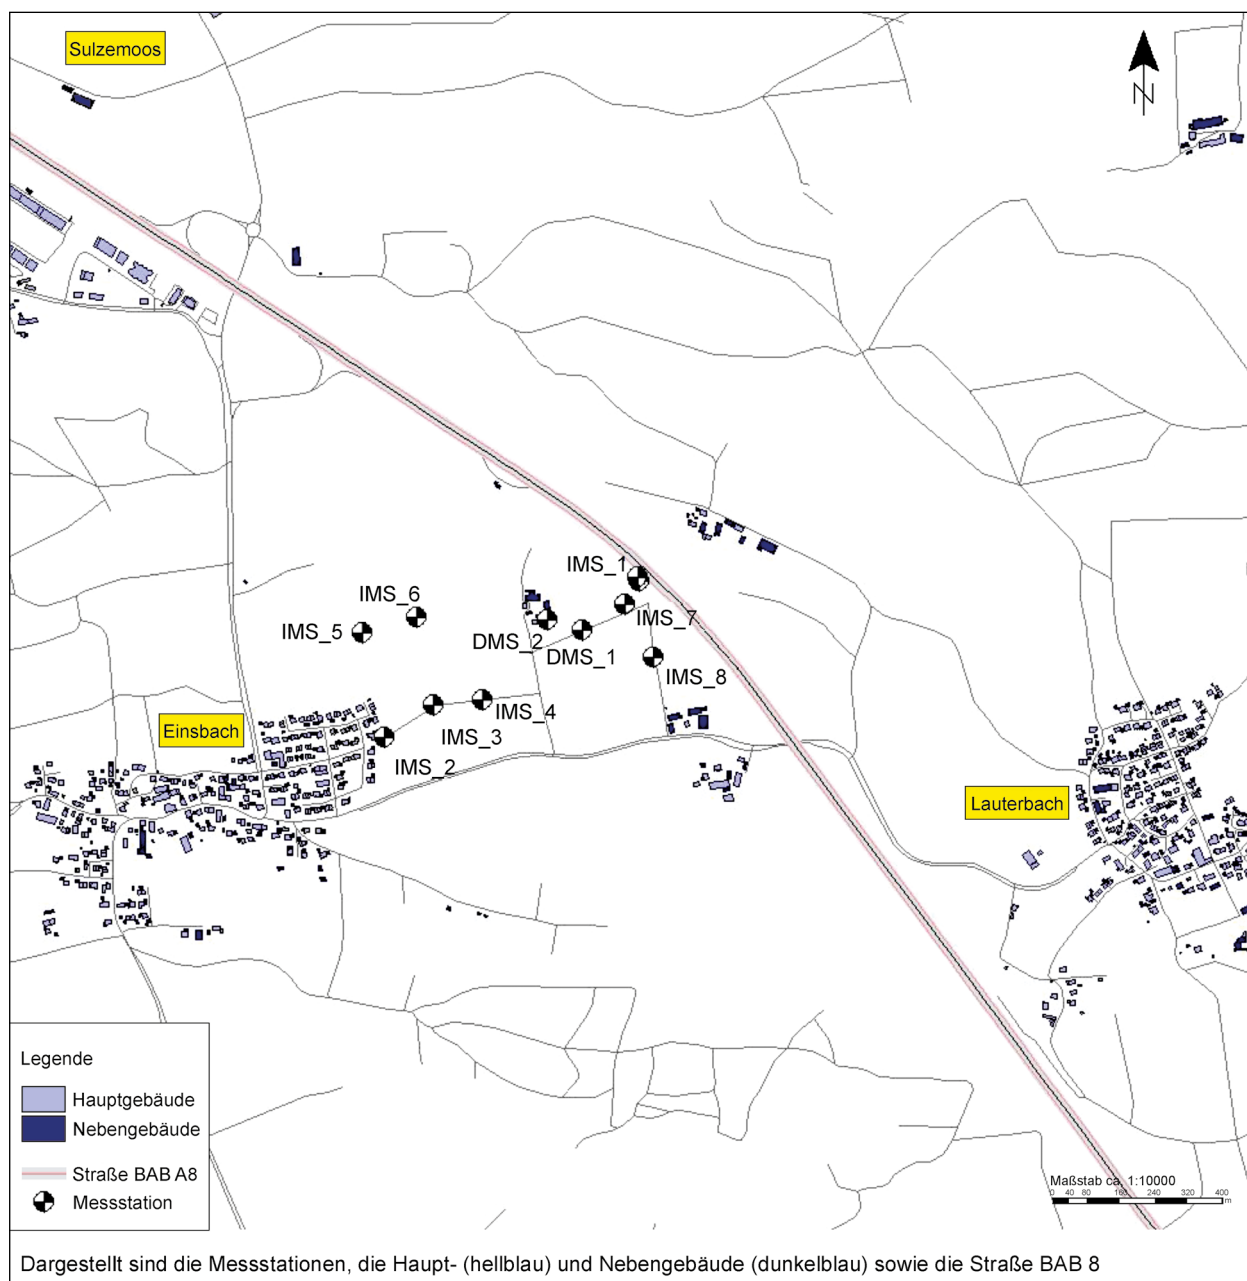 Sulzemoos
N
IMS_1
IMS_6
IMS_5
IMS_7
DMS_2
DMS_1
IMS_8
IMS_4
Einsbach
IMS_3
IMS_2
Lauterbach
Legende
Hauptgebäude
Nebengebäude
Straße BAB A8
Messstation
Maßstab ca. 1:10000
0 40 80 160 240 320 400
m
Dargestellt sind die Messstationen, die Haupt- (hellblau) und Nebengebäude (dunkelblau) sowie die Straße BAB 8